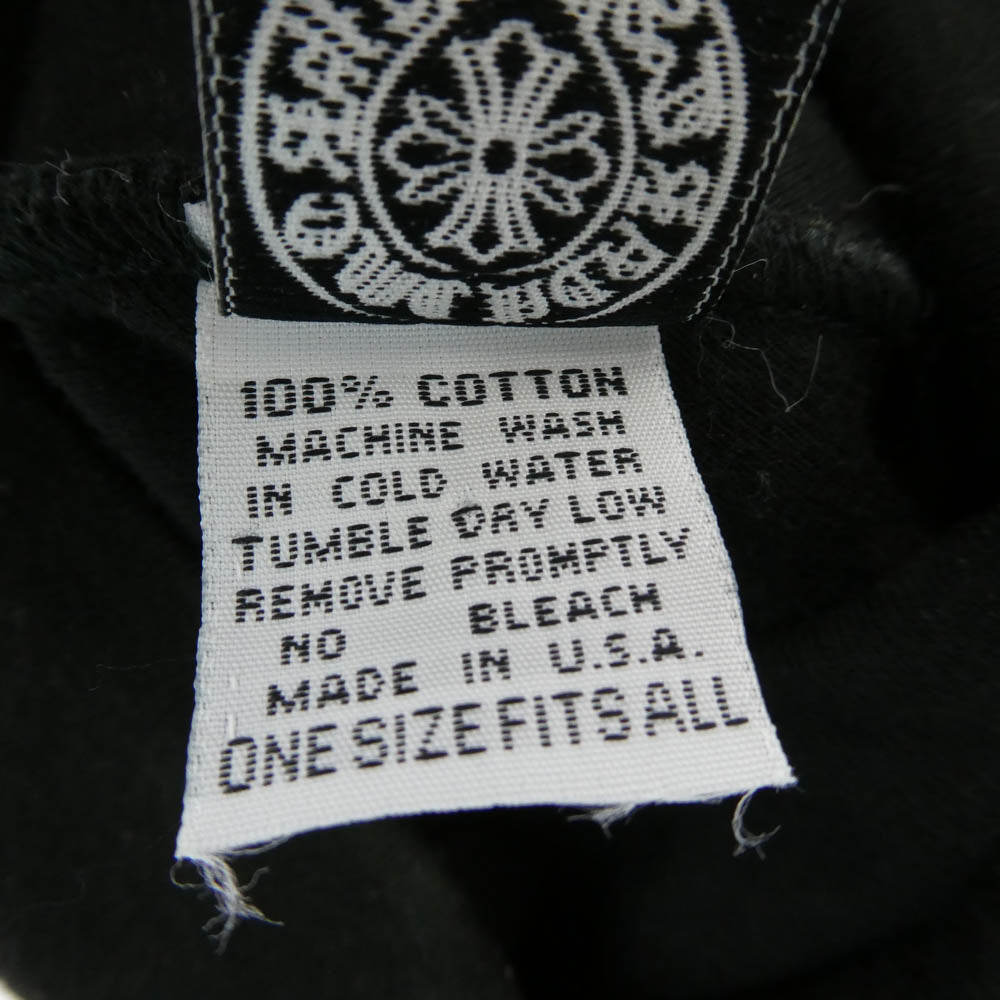 100% COTTON
MACHINE WASH
IN COLD WATER
TUMBLE DRY LOW
REMOVE PROMPTLY
NO BLEACH
MADE IN U.S.A.
ONE SIZE FITS ALL